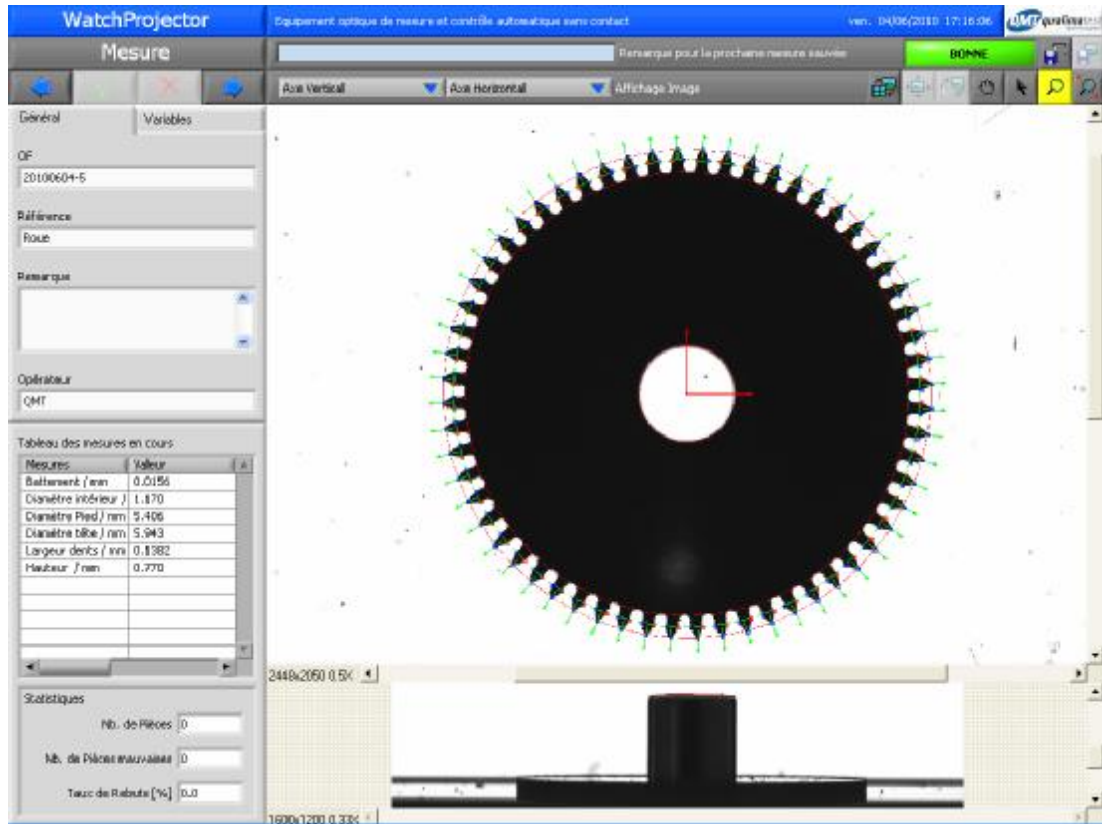 WatchProjector
Equipement optique de mesure et contrôle automatique sans contact
ven. 04/06/2010 17:16:06
QMT qualimatest
Mesure
Remarque pour la prochaine mesure sauvée
BONNE
Axe Vertical
Axe Horizontal
Affichage Image
Général
Variables
OF
20100604-5
Référence
Roue
Remarque
Opérateur
QMT
Tableau des mesures en cours
Mesures Valeur
Battement / mm 0.0156
Diamètre intérieur / 1.170
Diamètre Pied / mm 5.406
Diamètre tête / mm 5.943
Largeur dents / mm 0.1382
Hauteur / mm 0.770
2448x2050 0.5X
Statistiques
Nb. de Pièces 0
Nb. de Pièces mauvaises 0
Taux de Rebuts [%] 0.0
1600x1200 0.33X